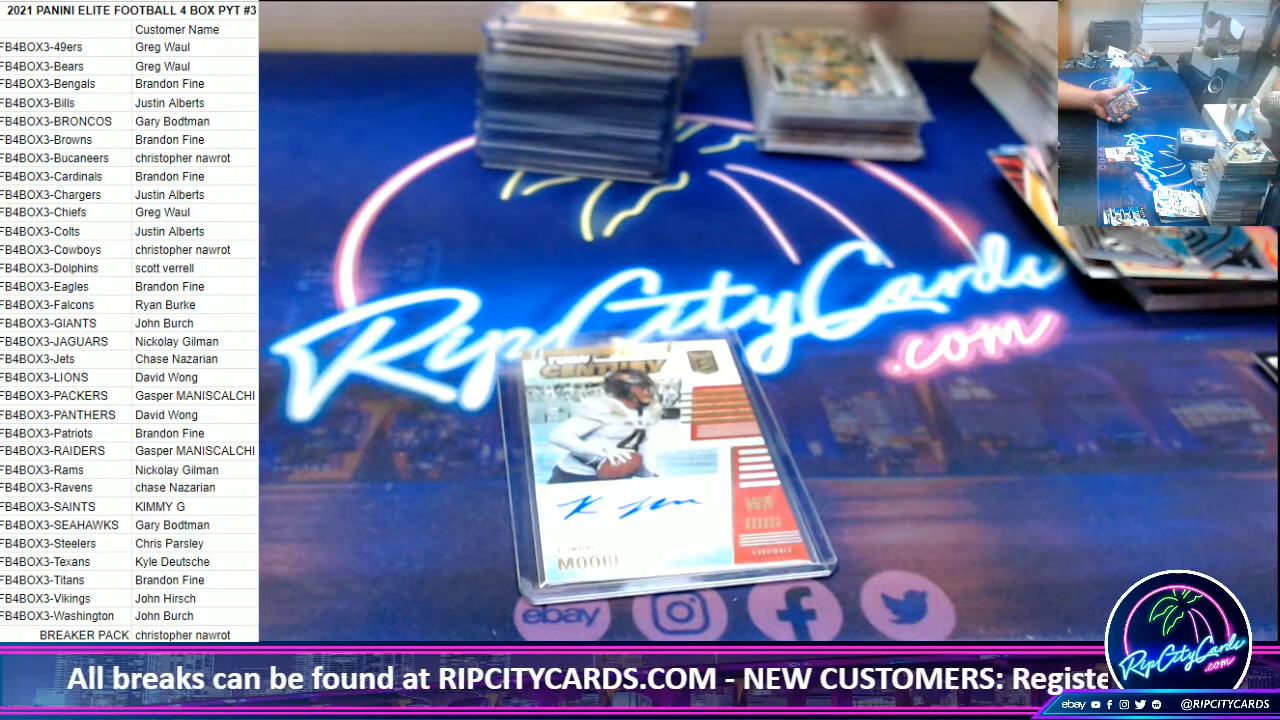 2021 PANINI ELITE FOOTBALL 4 BOX PYT #3
Customer Name
FB4BOX3-49ers Greg Waul
FB4BOX3-Bears Greg Waul
FB4BOX3-Bengals Brandon Fine
FB4BOX3-Bills Justin Alberts
FB4BOX3-BRONCOS Gary Bodtman
FB4BOX3-Browns Brandon Fine
FB4BOX3-Bucaneers christopher nawrot
FB4BOX3-Cardinals Brandon Fine
FB4BOX3-Chargers Justin Alberts
FB4BOX3-Chiefs Greg Waul
FB4BOX3-Colts Justin Alberts
FB4BOX3-Cowboys christopher nawrot
FB4BOX3-Dolphins scott verrell
FB4BOX3-Eagles Brandon Fine
FB4BOX3-Falcons Ryan Burke
FB4BOX3-GIANTS John Burch
FB4BOX3-JAGUARS Nickolay Gilman
FB4BOX3-Jets Chase Nazarian
FB4BOX3-LIONS David Wong
FB4BOX3-PACKERS Gasper MANISCALCHI
FB4BOX3-PANTHERS David Wong
FB4BOX3-Patriots Brandon Fine
FB4BOX3-RAIDERS Gasper MANISCALCHI
FB4BOX3-Rams Nickolay Gilman
FB4BOX3-Ravens chase Nazarian
FB4BOX3-SAINTS KIMMY G
FB4BOX3-SEAHAWKS Gary Bodtman
FB4BOX3-Steelers Chris Parsley
FB4BOX3-Texans Kyle Deutsche
FB4BOX3-Titans Brandon Fine
FB4BOX3-Vikings John Hirsch
FB4BOX3-Washington John Burch
BREAKER PACK christopher nawrot
RipCityCards
.com
TURN
CENTURY
4
WR
CARDINALS
MOORE
ebay
RipCityCards
.com
All breaks can be found at RIPCITYCARDS.COM - NEW CUSTOMERS: Registe
ebay @RIPCITYCARDS